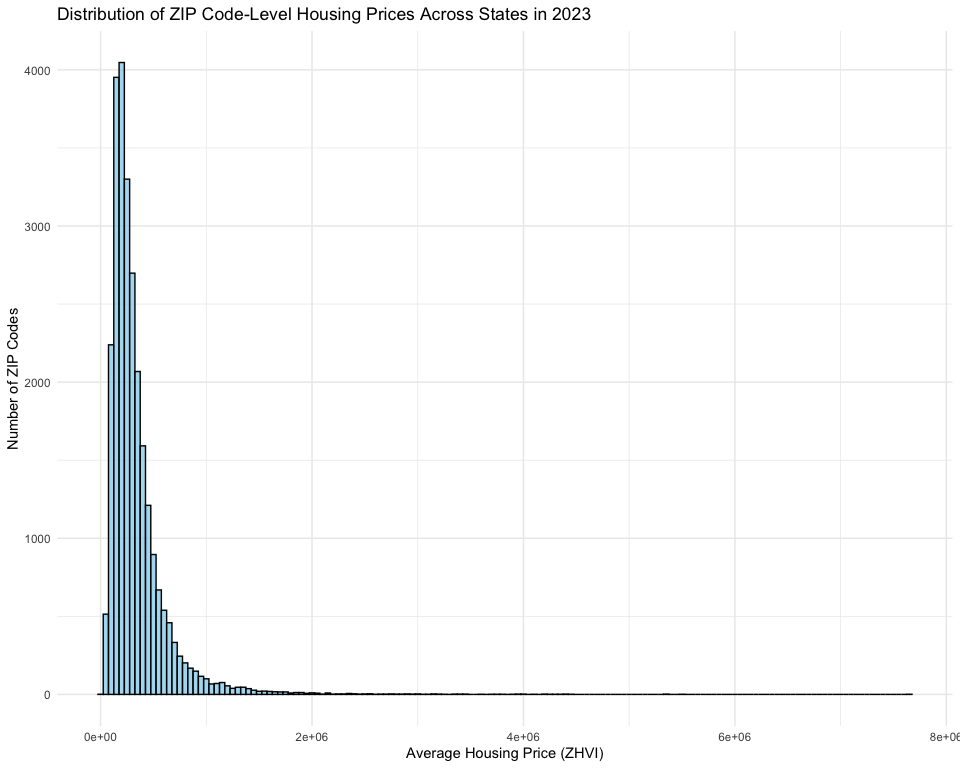 Distribution of ZIP Code-Level Housing Prices Across States in 2023
Number of ZIP Codes
4000
3000
2000
1000
0
0e+00 2e+06 4e+06 6e+06 8e+06
Average Housing Price (ZHVI)